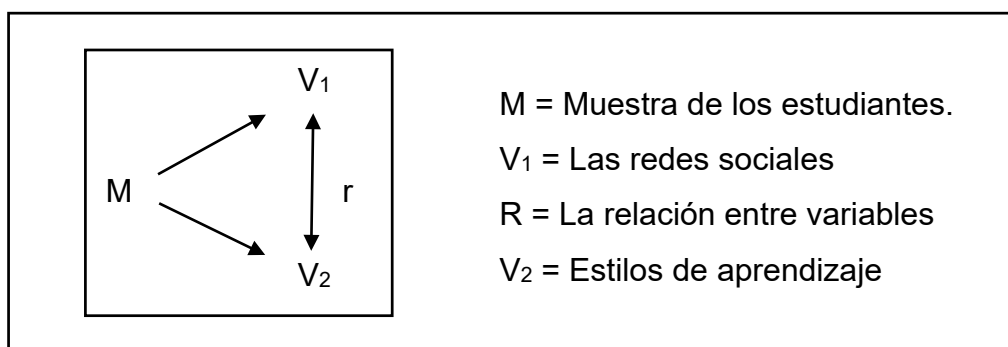 V₁
M
r
V₂
M = Muestra de los estudiantes.
V₁ = Las redes sociales
R = La relación entre variables
V₂ = Estilos de aprendizaje